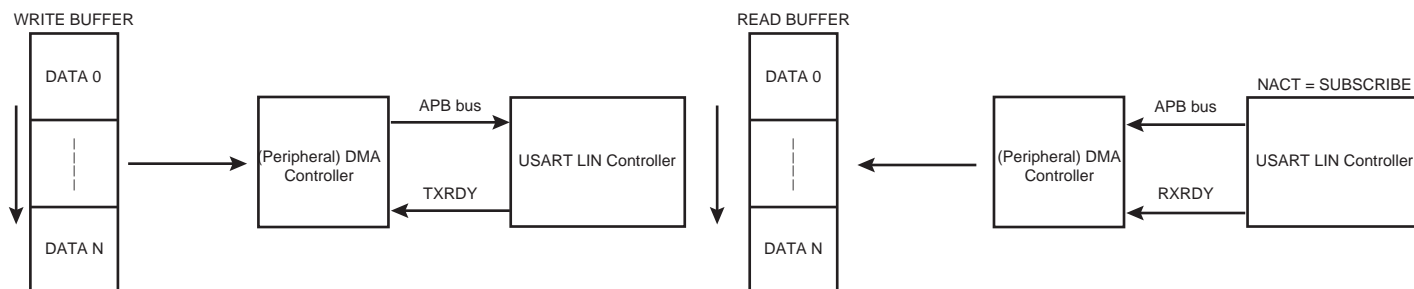 WRITE BUFFER
DATA 0
DATA N
(Peripheral) DMA
Controller
APB bus
TXRDY
USART LIN Controller
READ BUFFER
DATA 0
DATA N
(Peripheral) DMA
Controller
APB bus
RXRDY
NACT = SUBSCRIBE
USART LIN Controller